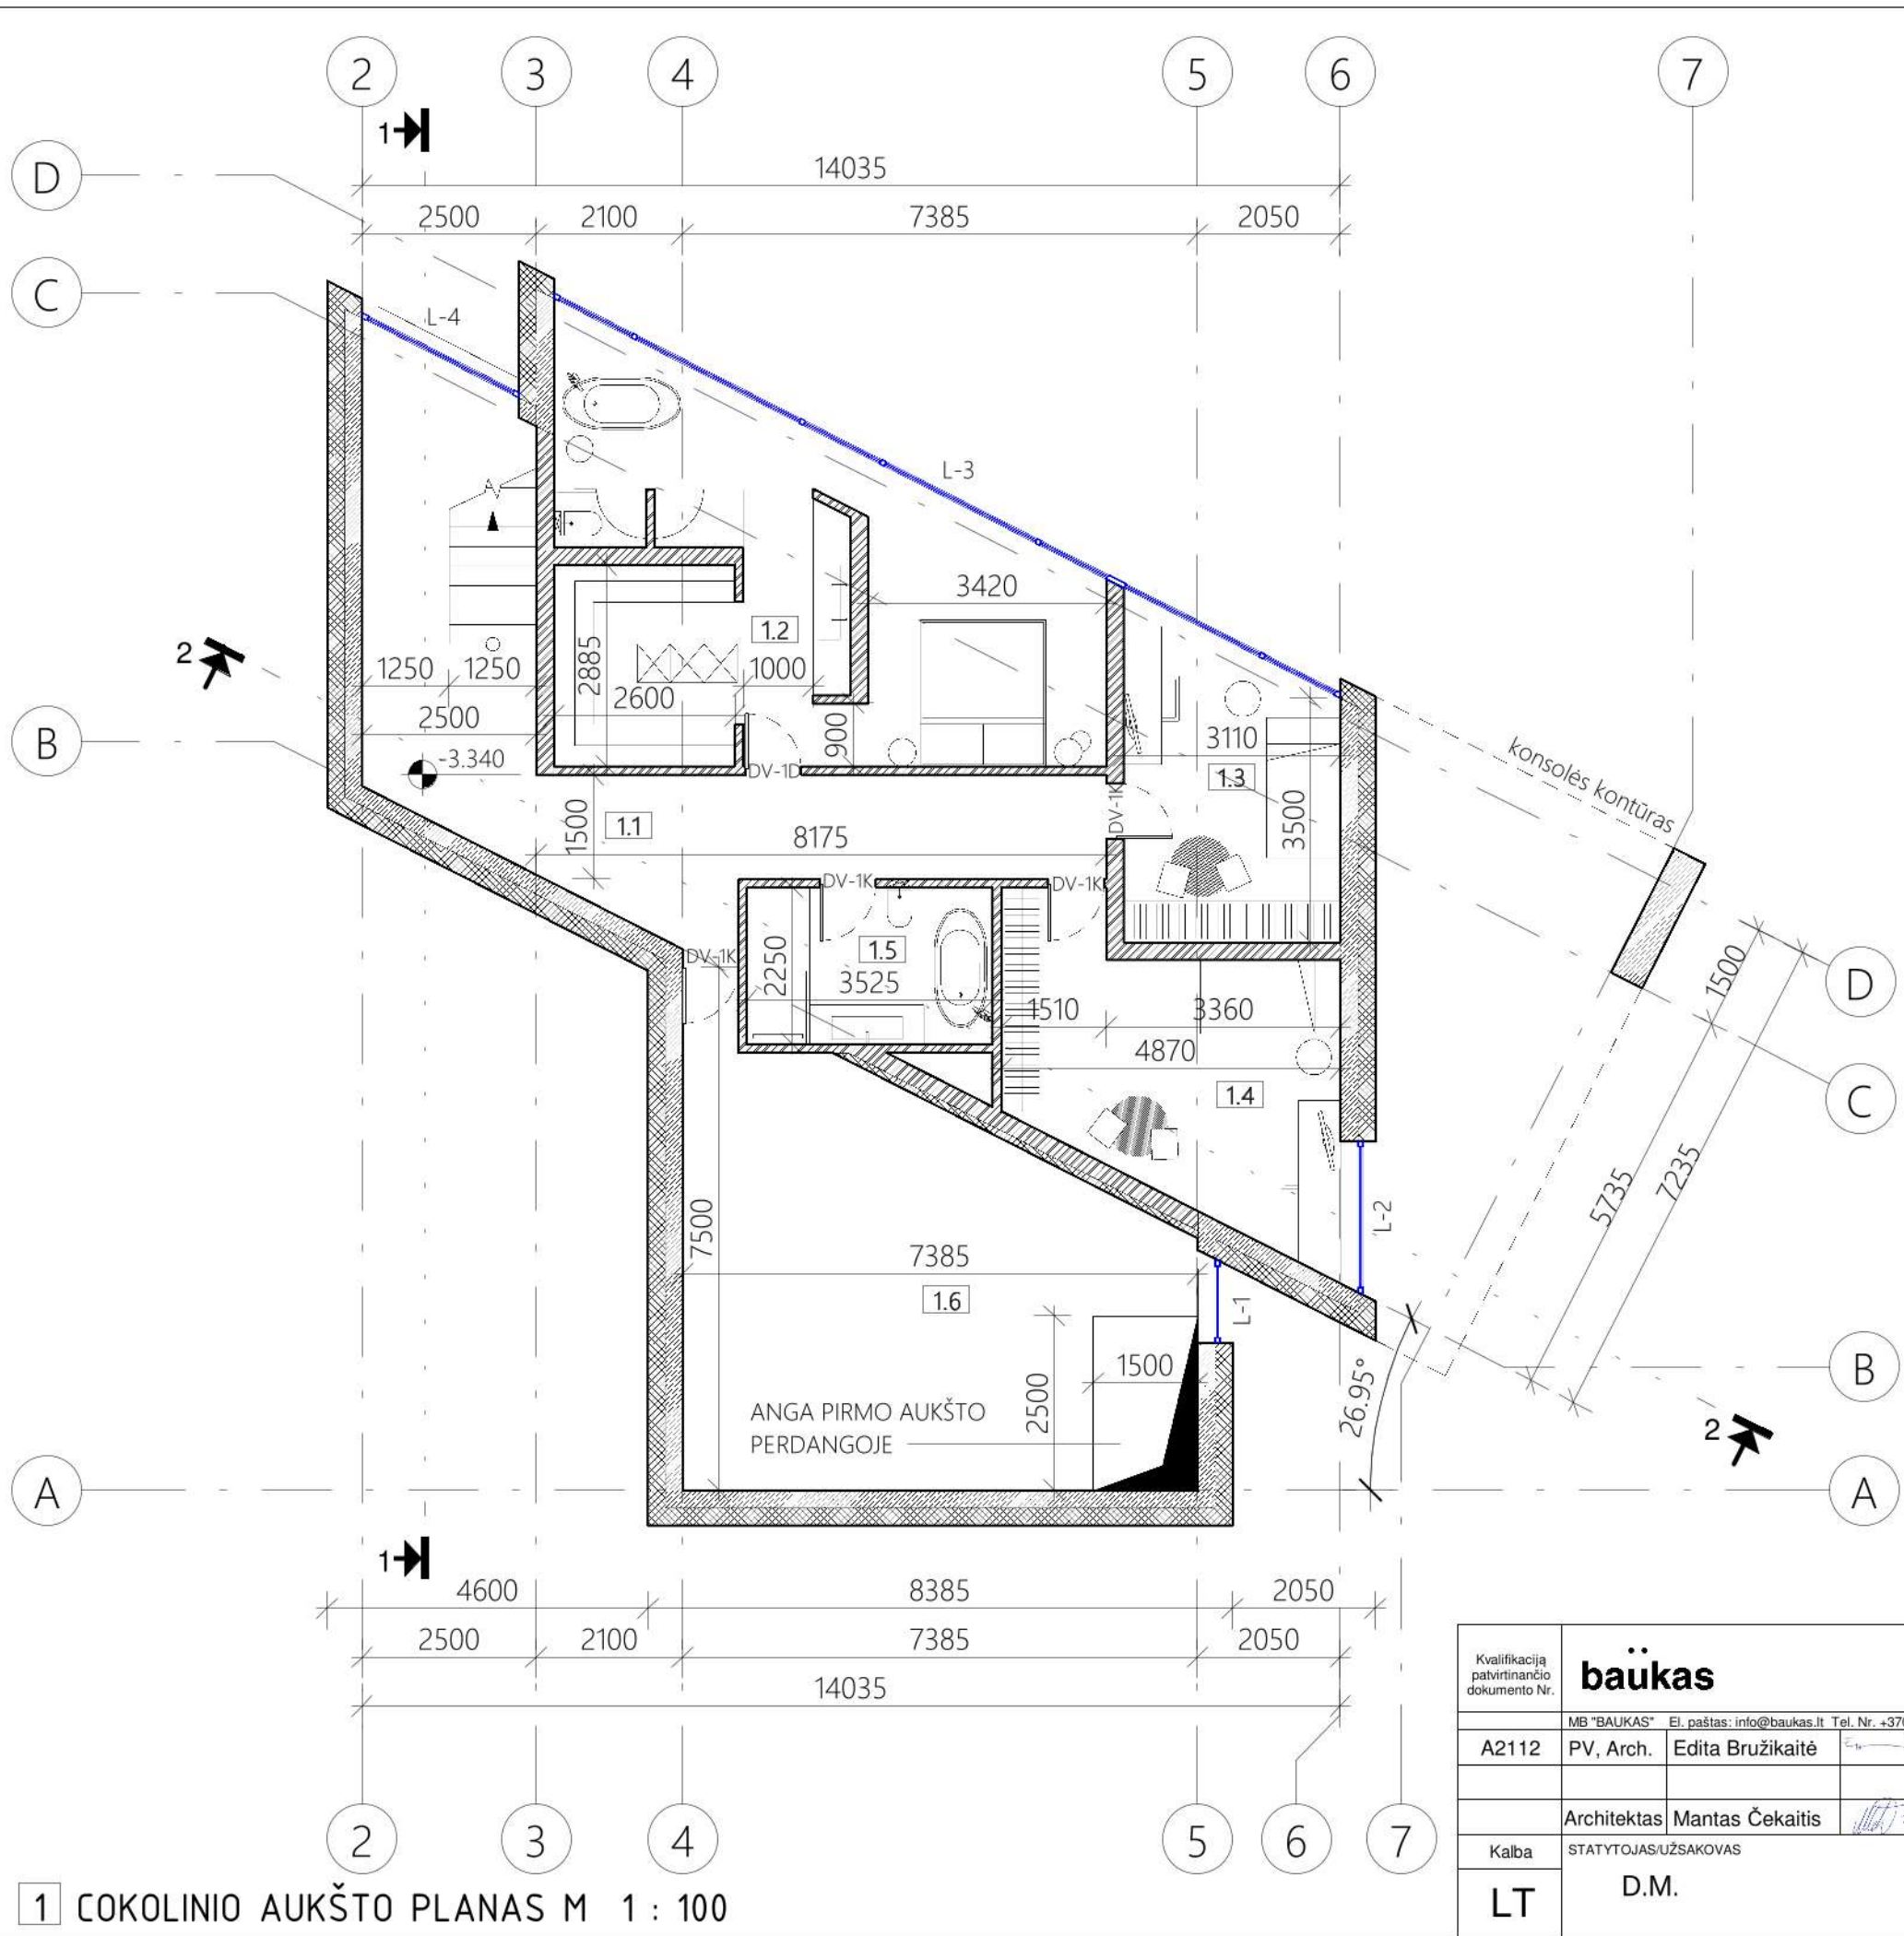 2 3 4 5 6 7
1
D
14035
2500 2100 7385 2050
C
L-4
L-3
3420
2
1.2
2885
1250 1250 1000
2600
2500
B
900
3110
-3.340
DV-1D
1.3
konsolės kontūras
1500
1.1
8175
DV-1K
3500
DV-1K
DV-1K
DV-1K
1.5
2250
3525
1510 3360
4870
1500
D
1.4
C
5735
7235
7500
L-2
7385
1.6
L-1
1500
2500
26.95°
B
ANGA PIRMO AUKŠTO
PERDANGOJE
2
A
A
1
4600 8385 2050
2500 2100 7385 2050
14035
2 3 4 5 6 7
1 COKOLINIO AUKŠTO PLANAS M 1 : 100
Kvalifikaciją
patvirtinančio
dokumento Nr.
baükas
MB "BAUKAS" El. paštas: info@baukas.lt Tel. Nr. +370
A2112 PV, Arch. Edita Bružikaitė
Architektas Mantas Čekaitis
Kalba STATYTOJAS/UŽSAKOVAS
LT D.M.